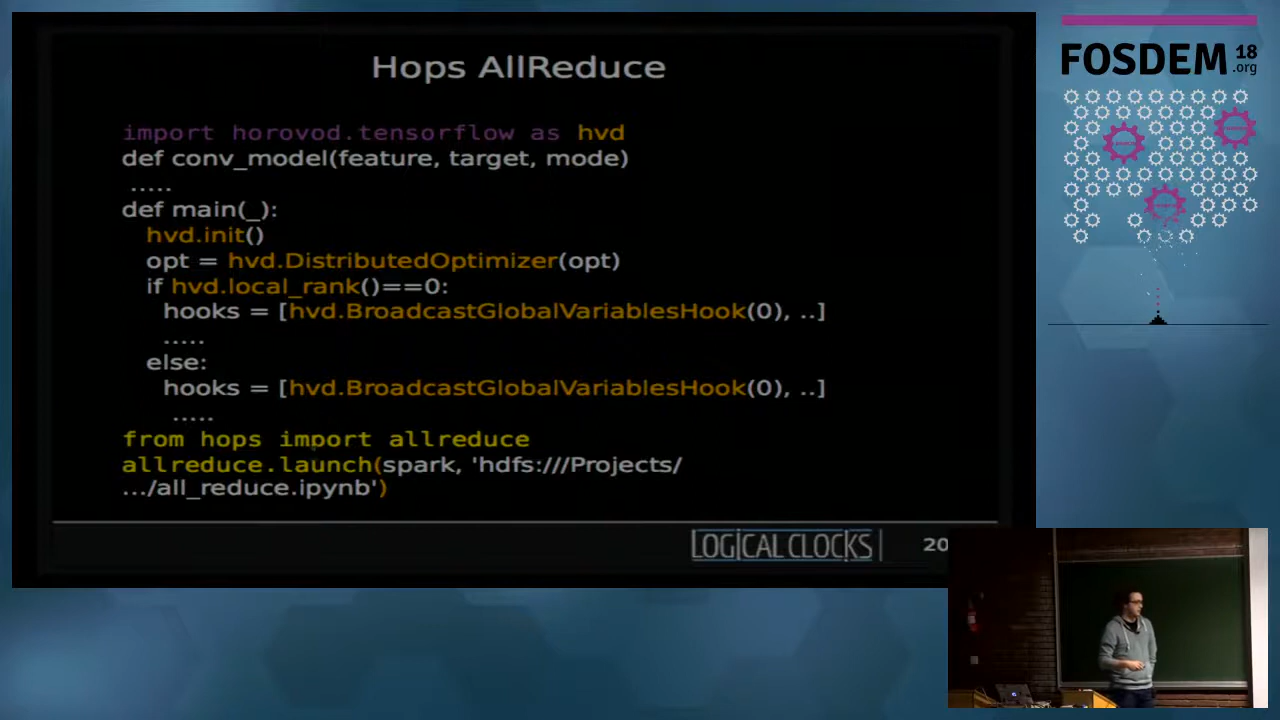 Hops AllReduce
import horovod.tensorflow as hvd
def conv_model(feature, target, mode)
.....
def main(_):
hvd.init()
opt = hvd.DistributedOptimizer(opt)
if hvd.local_rank()==0:
hooks = [hvd.BroadcastGlobalVariablesHook(0), ..]
.....
else:
hooks = [hvd.BroadcastGlobalVariablesHook(0), ..]
.....
from hops import allreduce
allreduce.launch(spark, 'hdfs:///Projects/
.../all_reduce.ipynb')
LOGICAL CLOCKS
20
FOSDEM 18
.org